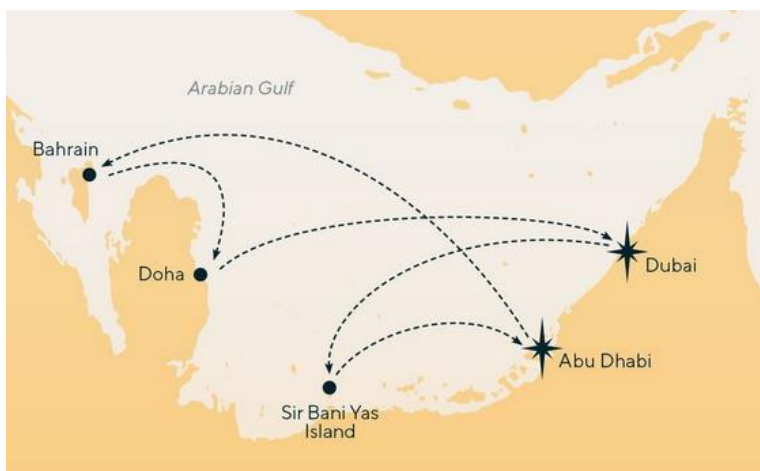 Arabian Gulf
Bahrain
Doha
Dubai
Abu Dhabi
Sir Bani Yas
Island